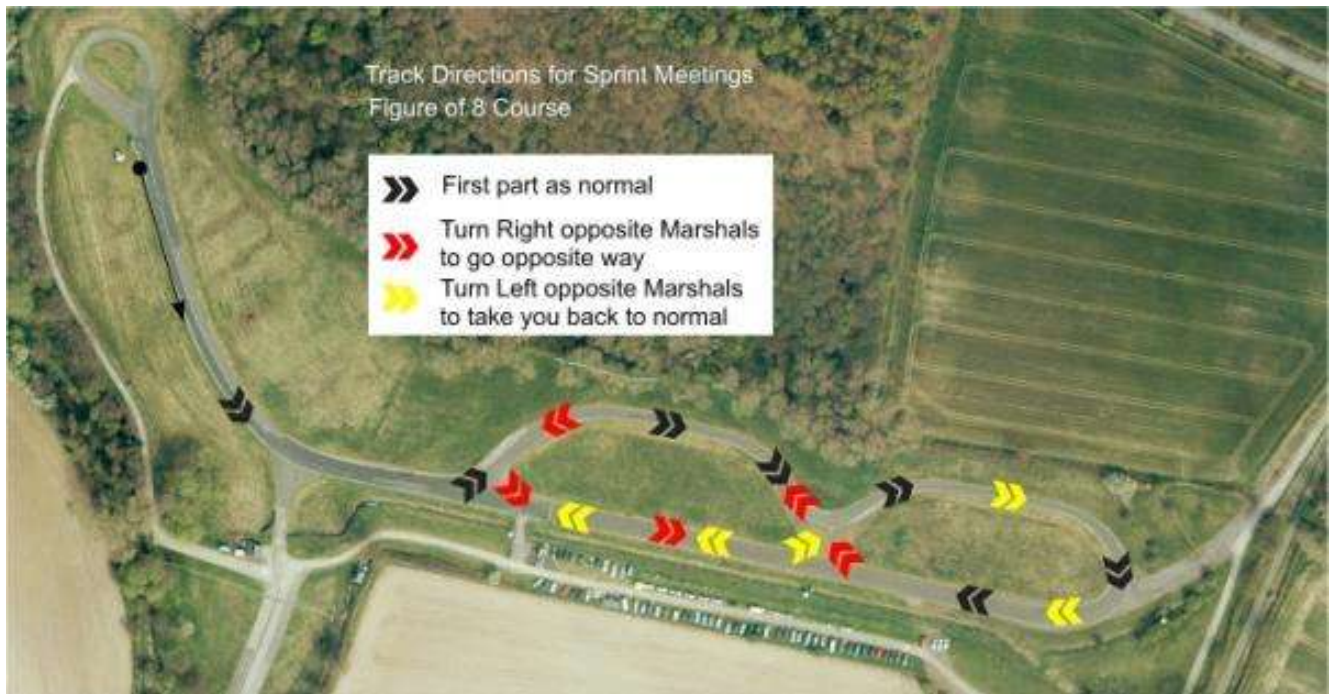 Track Directions for Sprint Meetings
Figure of 8 Course
First part as normal
Turn Right opposite Marshals
to go opposite way
Turn Left opposite Marshals
to take you back to normal